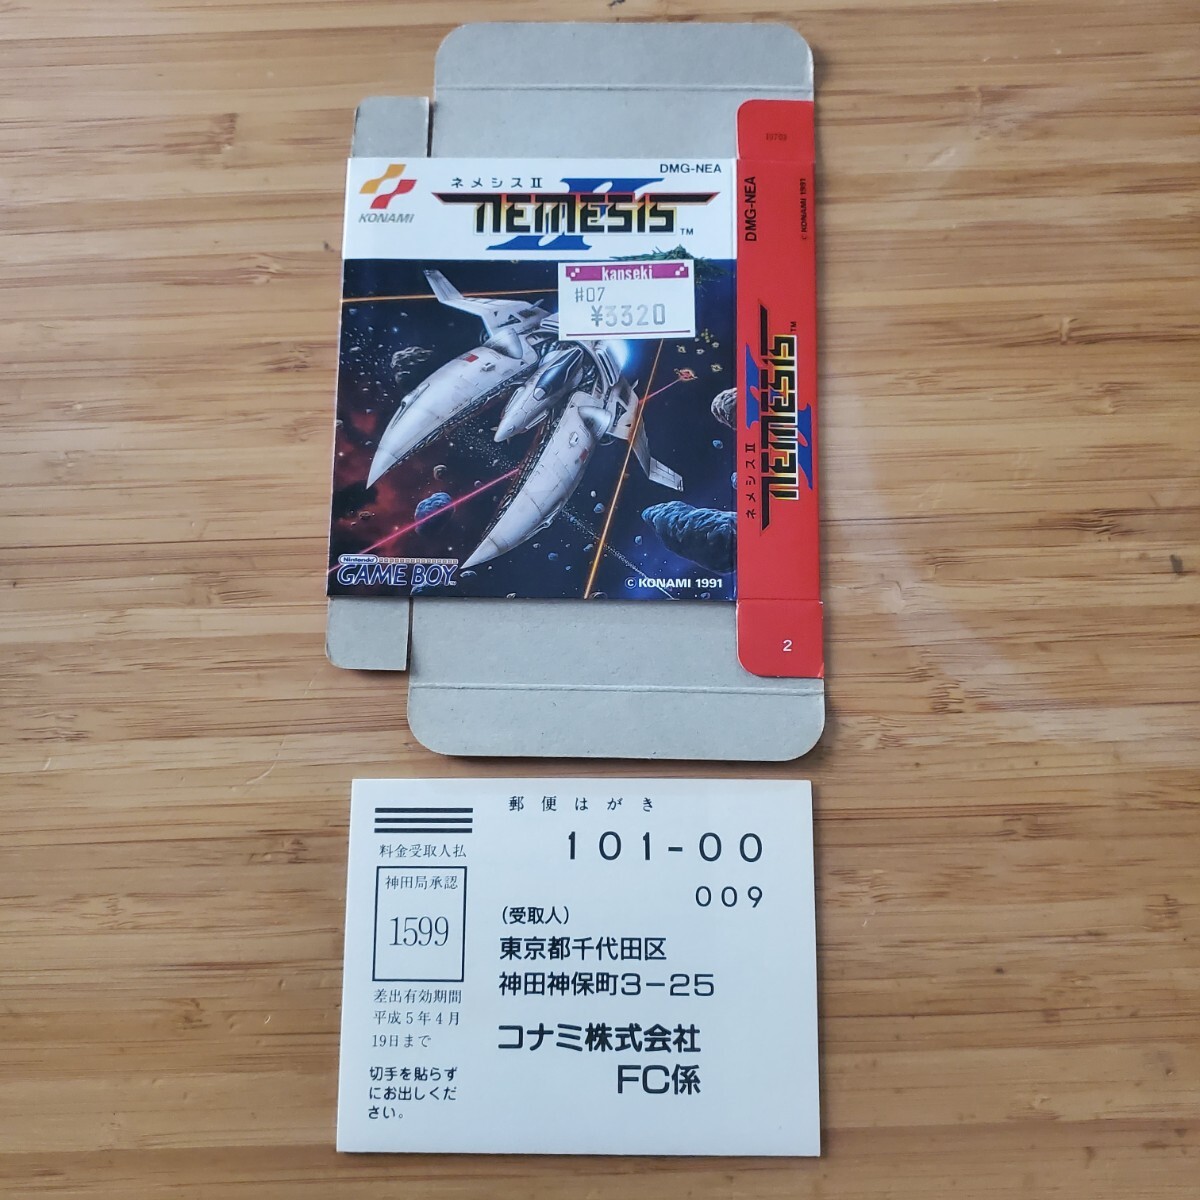 KONAMI
ネメシスⅡ
DMG-NEA
NEMESIS II
TM
kanseki
#07
¥3320
Nintendo
GAME BOY
TM
© KONAMI 1991
DMG-NEA
© KONAMI 1991
ネメシスⅡ
NEMESIS II
TM
2
郵便はがき
料金受取人払
神田局承認
1599
差出有効期間
平成5年4月
19日まで
切手を貼らず
にお出しくだ
さい。
101-00
009
(受取人)
東京都千代田区
神田神保町3-25
コナミ株式会社
FC係